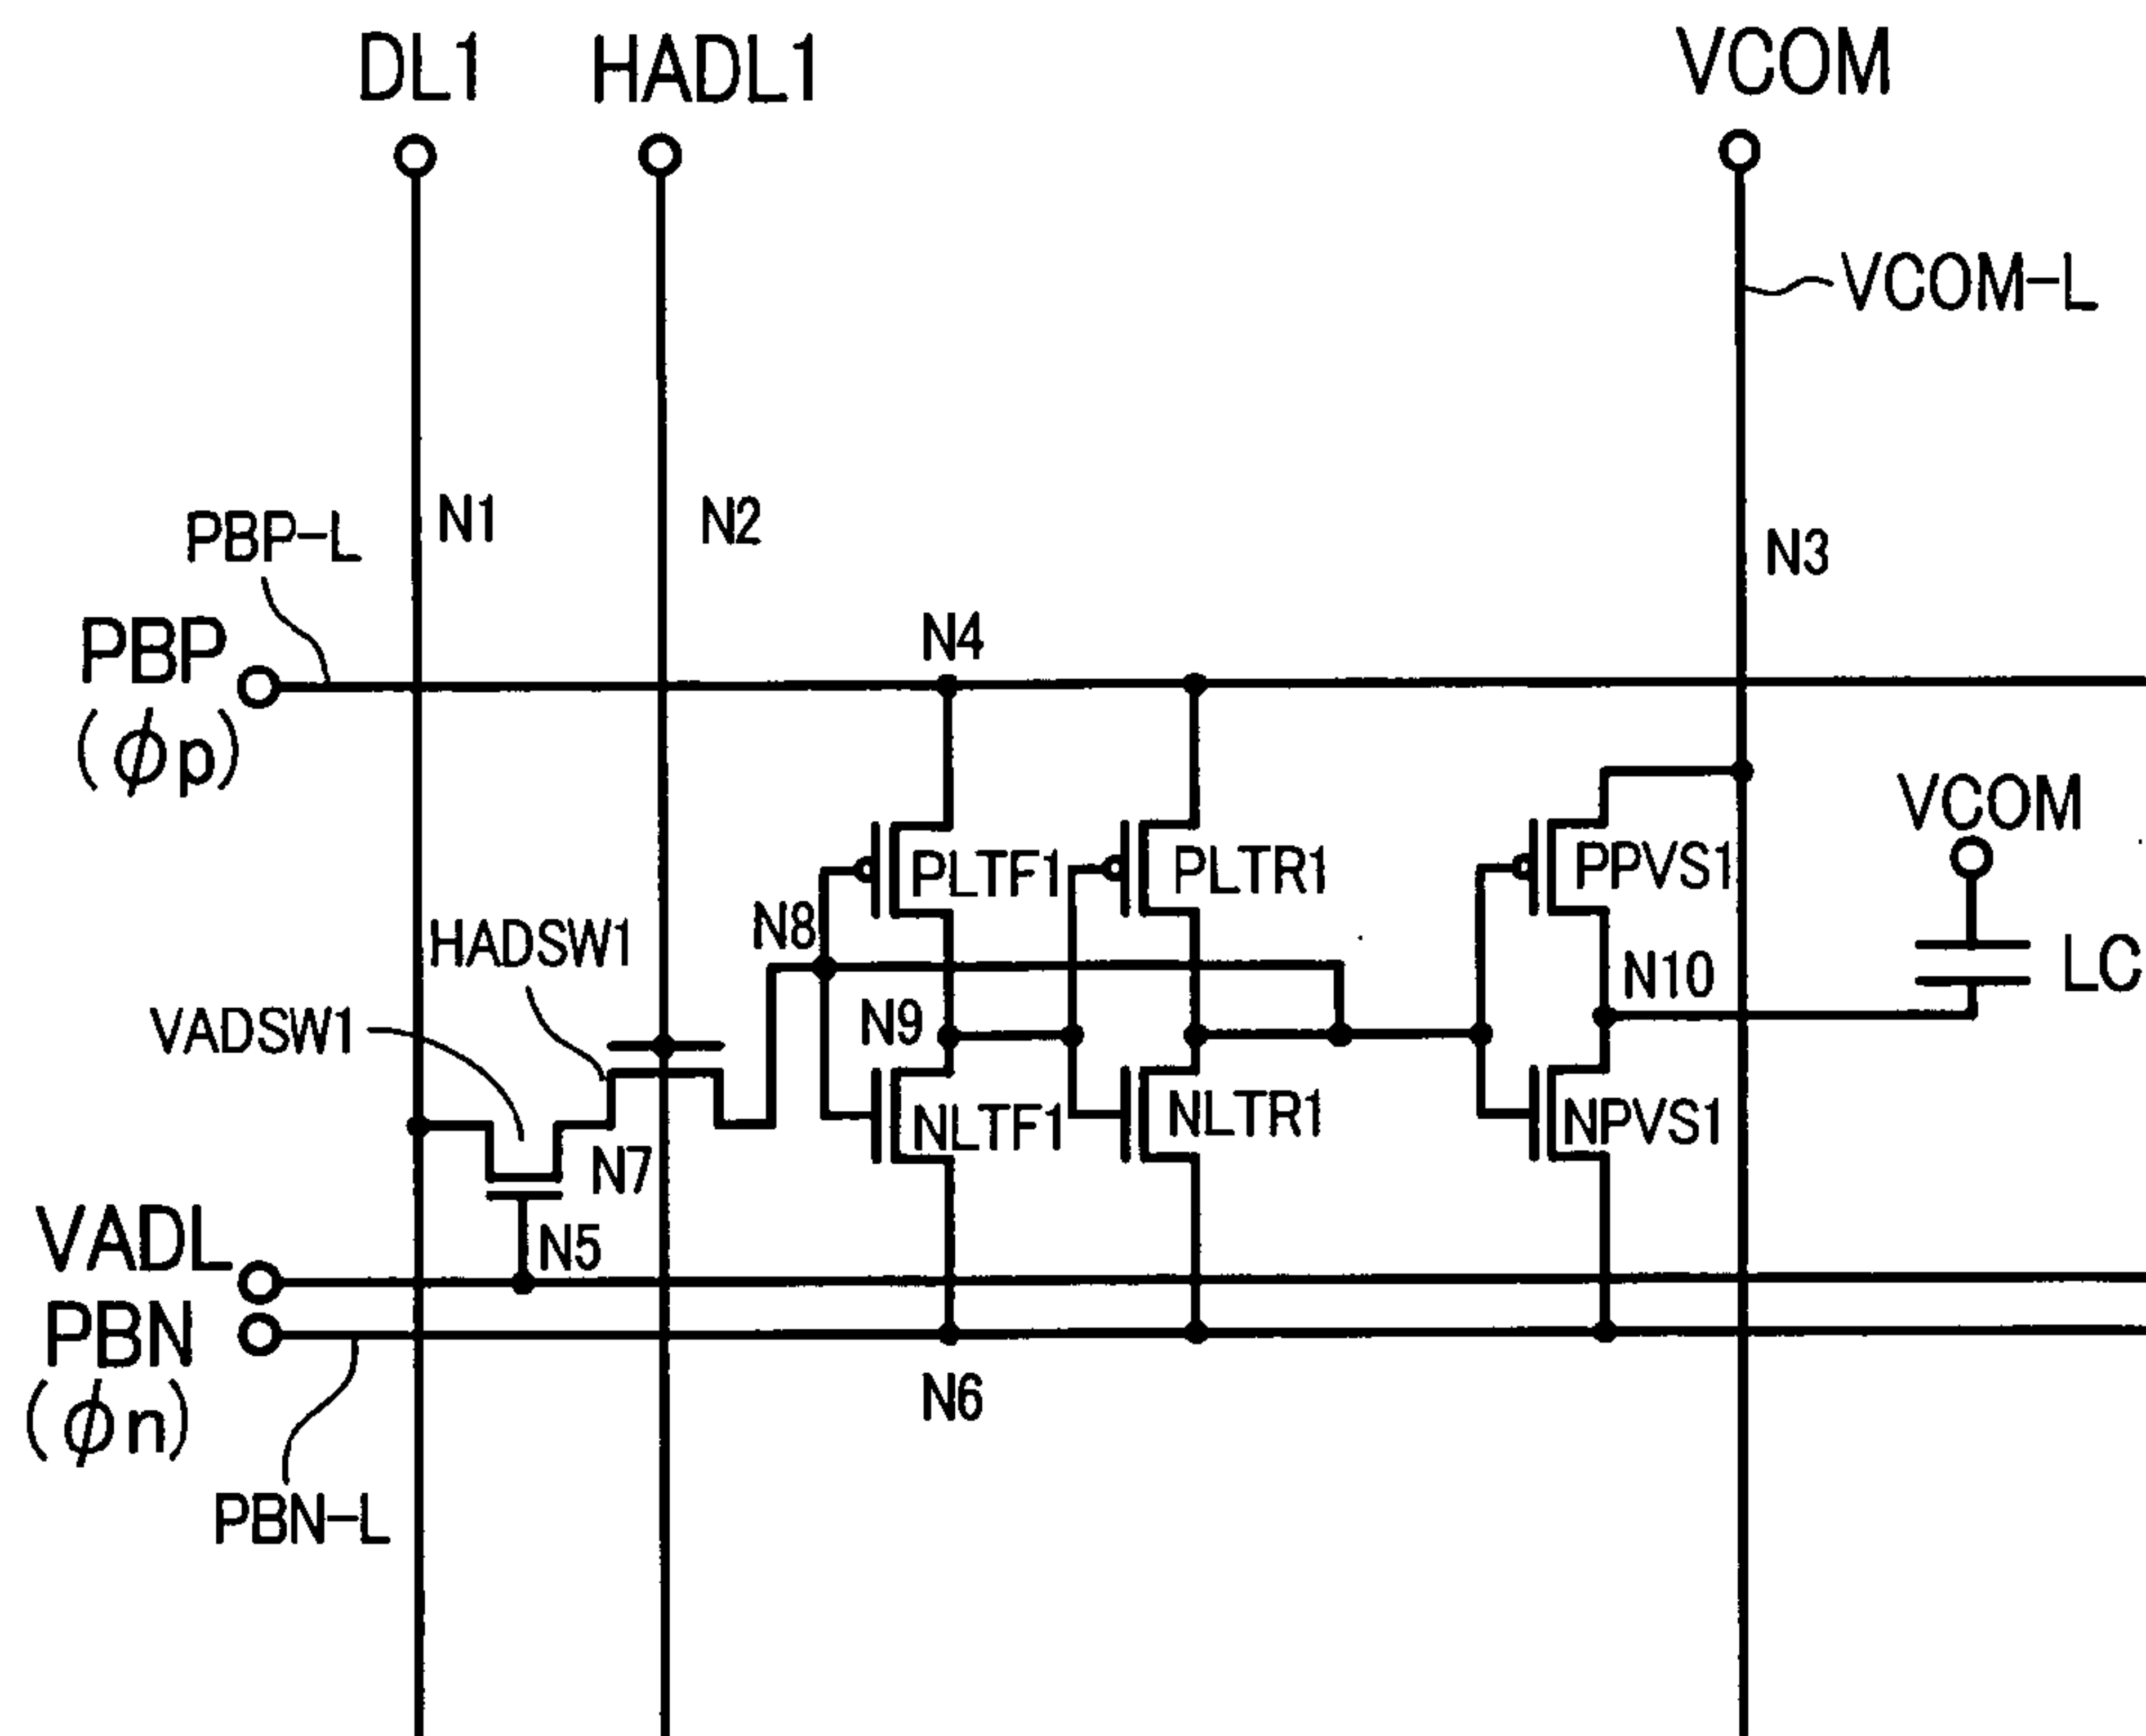 DL1
HADL1
VCOM
VCOM-L
N1
N2
PBP-L
N3
N4
PBP
(ϕp)
VCOM
PLTF1
PLTR1
PPVS1
N8
HADSW1
N10
LC
VADSW1
N9
NLTF1
NLTR1
NPVS1
N7
VADL
N5
PBN
(ϕn)
N6
PBN-L